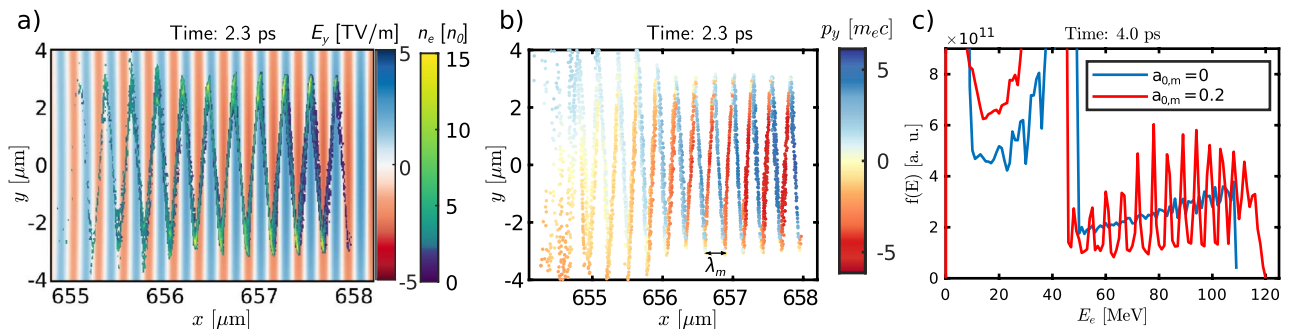 a)
Time: 2.3 ps
E_y [TV/m]
n_e [n_0]
4
2
0
-2
-4
y [μm]
655
656
657
658
x [μm]
5
0
-5
15
10
5
0
b)
Time: 2.3 ps
p_y [m_ec]
4
2
0
-2
-4
y [μm]
λ_m
655
656
657
658
x [μm]
5
0
-5
c)
×10^11
Time: 4.0 ps
a_0,m = 0
a_0,m = 0.2
8
6
4
2
0
f(E) [a. u.]
0
20
40
60
80
100
120
E_e [MeV]